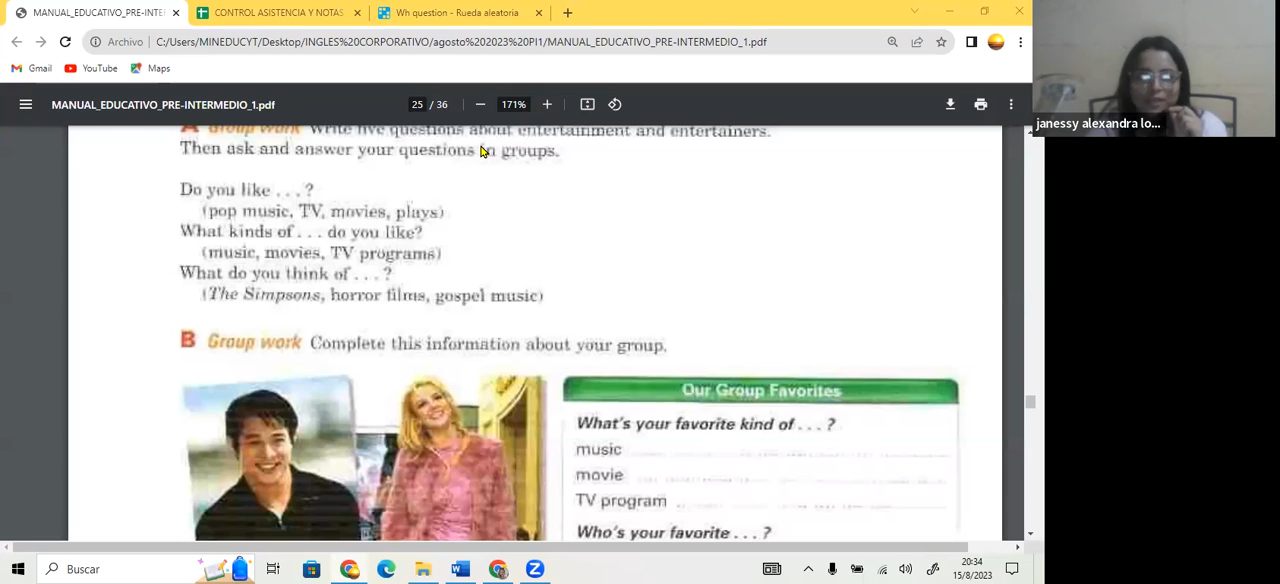 MANUAL_EDUCATIVO_PRE-INTERM
CONTROL ASISTENCIA Y NOTAS
Wh question - Rueda aleatoria
Archivo
C:/Users/MINEDUCYT/Desktop/INGLES%20CORPORATIVO/agosto%202023%20PI1/MANUAL_EDUCATIVO_PRE-INTERMEDIO_1.pdf
Gmail
YouTube
Maps
MANUAL_EDUCATIVO_PRE-INTERMEDIO_1.pdf
25 / 36
171%
janessy alexandra lo...
A Group work Write five questions about entertainment and entertainers.
Then ask and answer your questions in groups.
Do you like . . . ?
(pop music, TV, movies, plays)
What kinds of . . . do you like?
(music, movies, TV programs)
What do you think of . . . ?
(The Simpsons, horror films, gospel music)
B Group work Complete this information about your group.
Our Group Favorites
What's your favorite kind of . . . ?
music
movie
TV program
Who's your favorite . . . ?
Buscar
20:34
15/8/2023